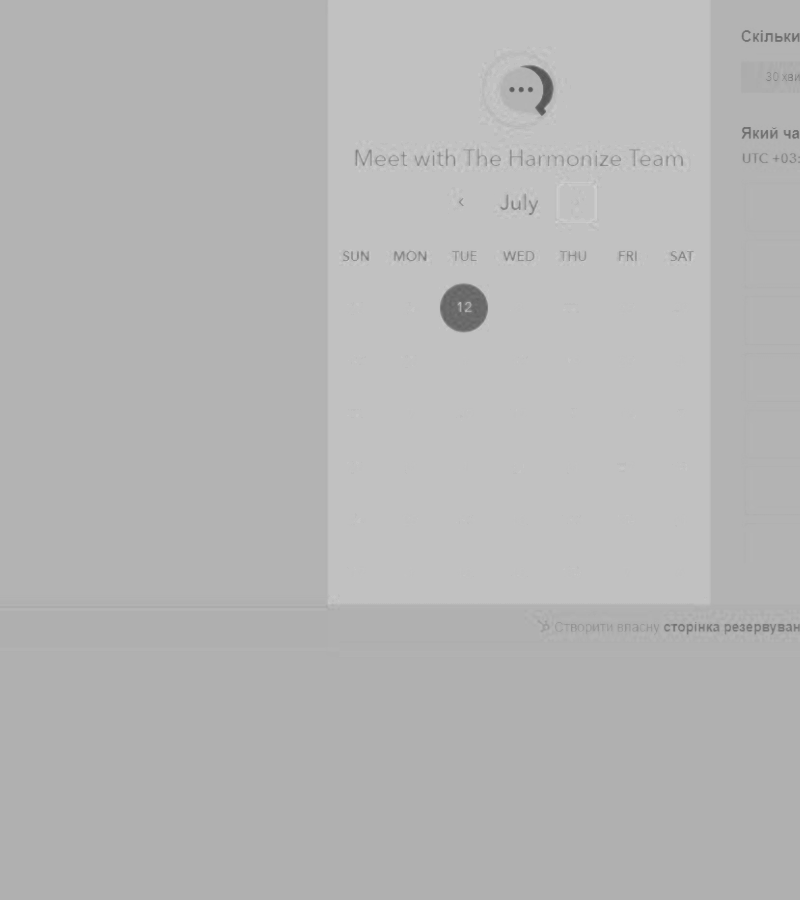 Meet with The Harmonize Team
July
SUN MON TUE WED THU FRI SAT
12
Скільки
30 хви
Який ча
UTC +03:
Створити власну сторінка резервуван